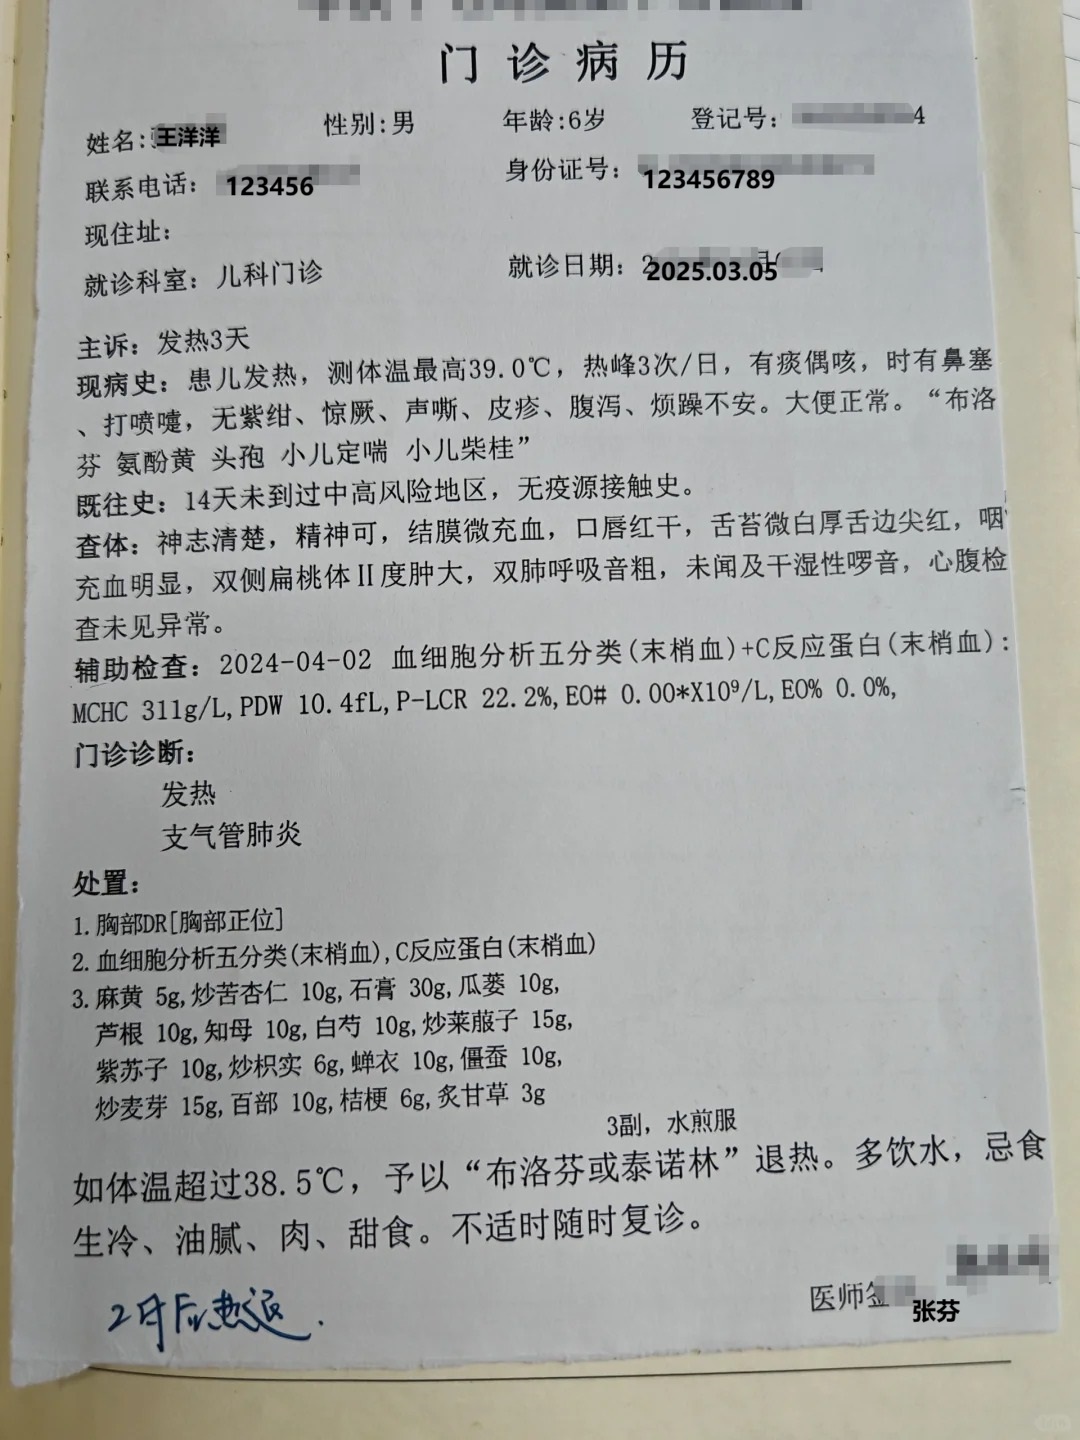 门诊病历
姓名:王洋洋 性别:男 年龄:6岁 登记号: 4
联系电话: 123456 身份证号: 123456789
现住址:
就诊科室: 儿科门诊 就诊日期: 2025.03.05
主诉: 发热3天
现病史: 患儿发热, 测体温最高39.0℃, 热峰3次/日, 有痰偶咳, 时有鼻塞
、打喷嚏, 无紫绀、惊厥、声嘶、皮疹、腹泻、烦躁不安。大便正常。“布洛
芬 氨酚黄 头孢 小儿定喘 小儿柴桂”
既往史: 14天未到过中高风险地区, 无疫源接触史。
查体: 神志清楚, 精神可, 结膜微充血, 口唇红干, 舌苔微白厚舌边尖红, 咽
充血明显, 双侧扁桃体Ⅱ度肿大, 双肺呼吸音粗, 未闻及干湿性啰音, 心腹检
查未见异常。
辅助检查: 2024-04-02 血细胞分析五分类(末梢血)+C反应蛋白(末梢血):
MCHC 311g/L,PDW 10.4fL,P-LCR 22.2%,EO# 0.00*X10⁹/L,EO% 0.0%,
门诊诊断:
发热
支气管肺炎
处置:
1.胸部DR[胸部正位]
2.血细胞分析五分类(末梢血),C反应蛋白(末梢血)
3.麻黄 5g,炒苦杏仁 10g,石膏 30g,瓜蒌 10g,
芦根 10g,知母 10g,白芍 10g,炒莱菔子 15g,
紫苏子 10g,炒枳实 6g,蝉衣 10g,僵蚕 10g,
炒麦芽 15g,百部 10g,桔梗 6g,炙甘草 3g
3副, 水煎服
如体温超过38.5℃, 予以“布洛芬或泰诺林”退热。多饮水, 忌食
生冷、油腻、肉、甜食。不适时随时复诊。
医师签 张芬